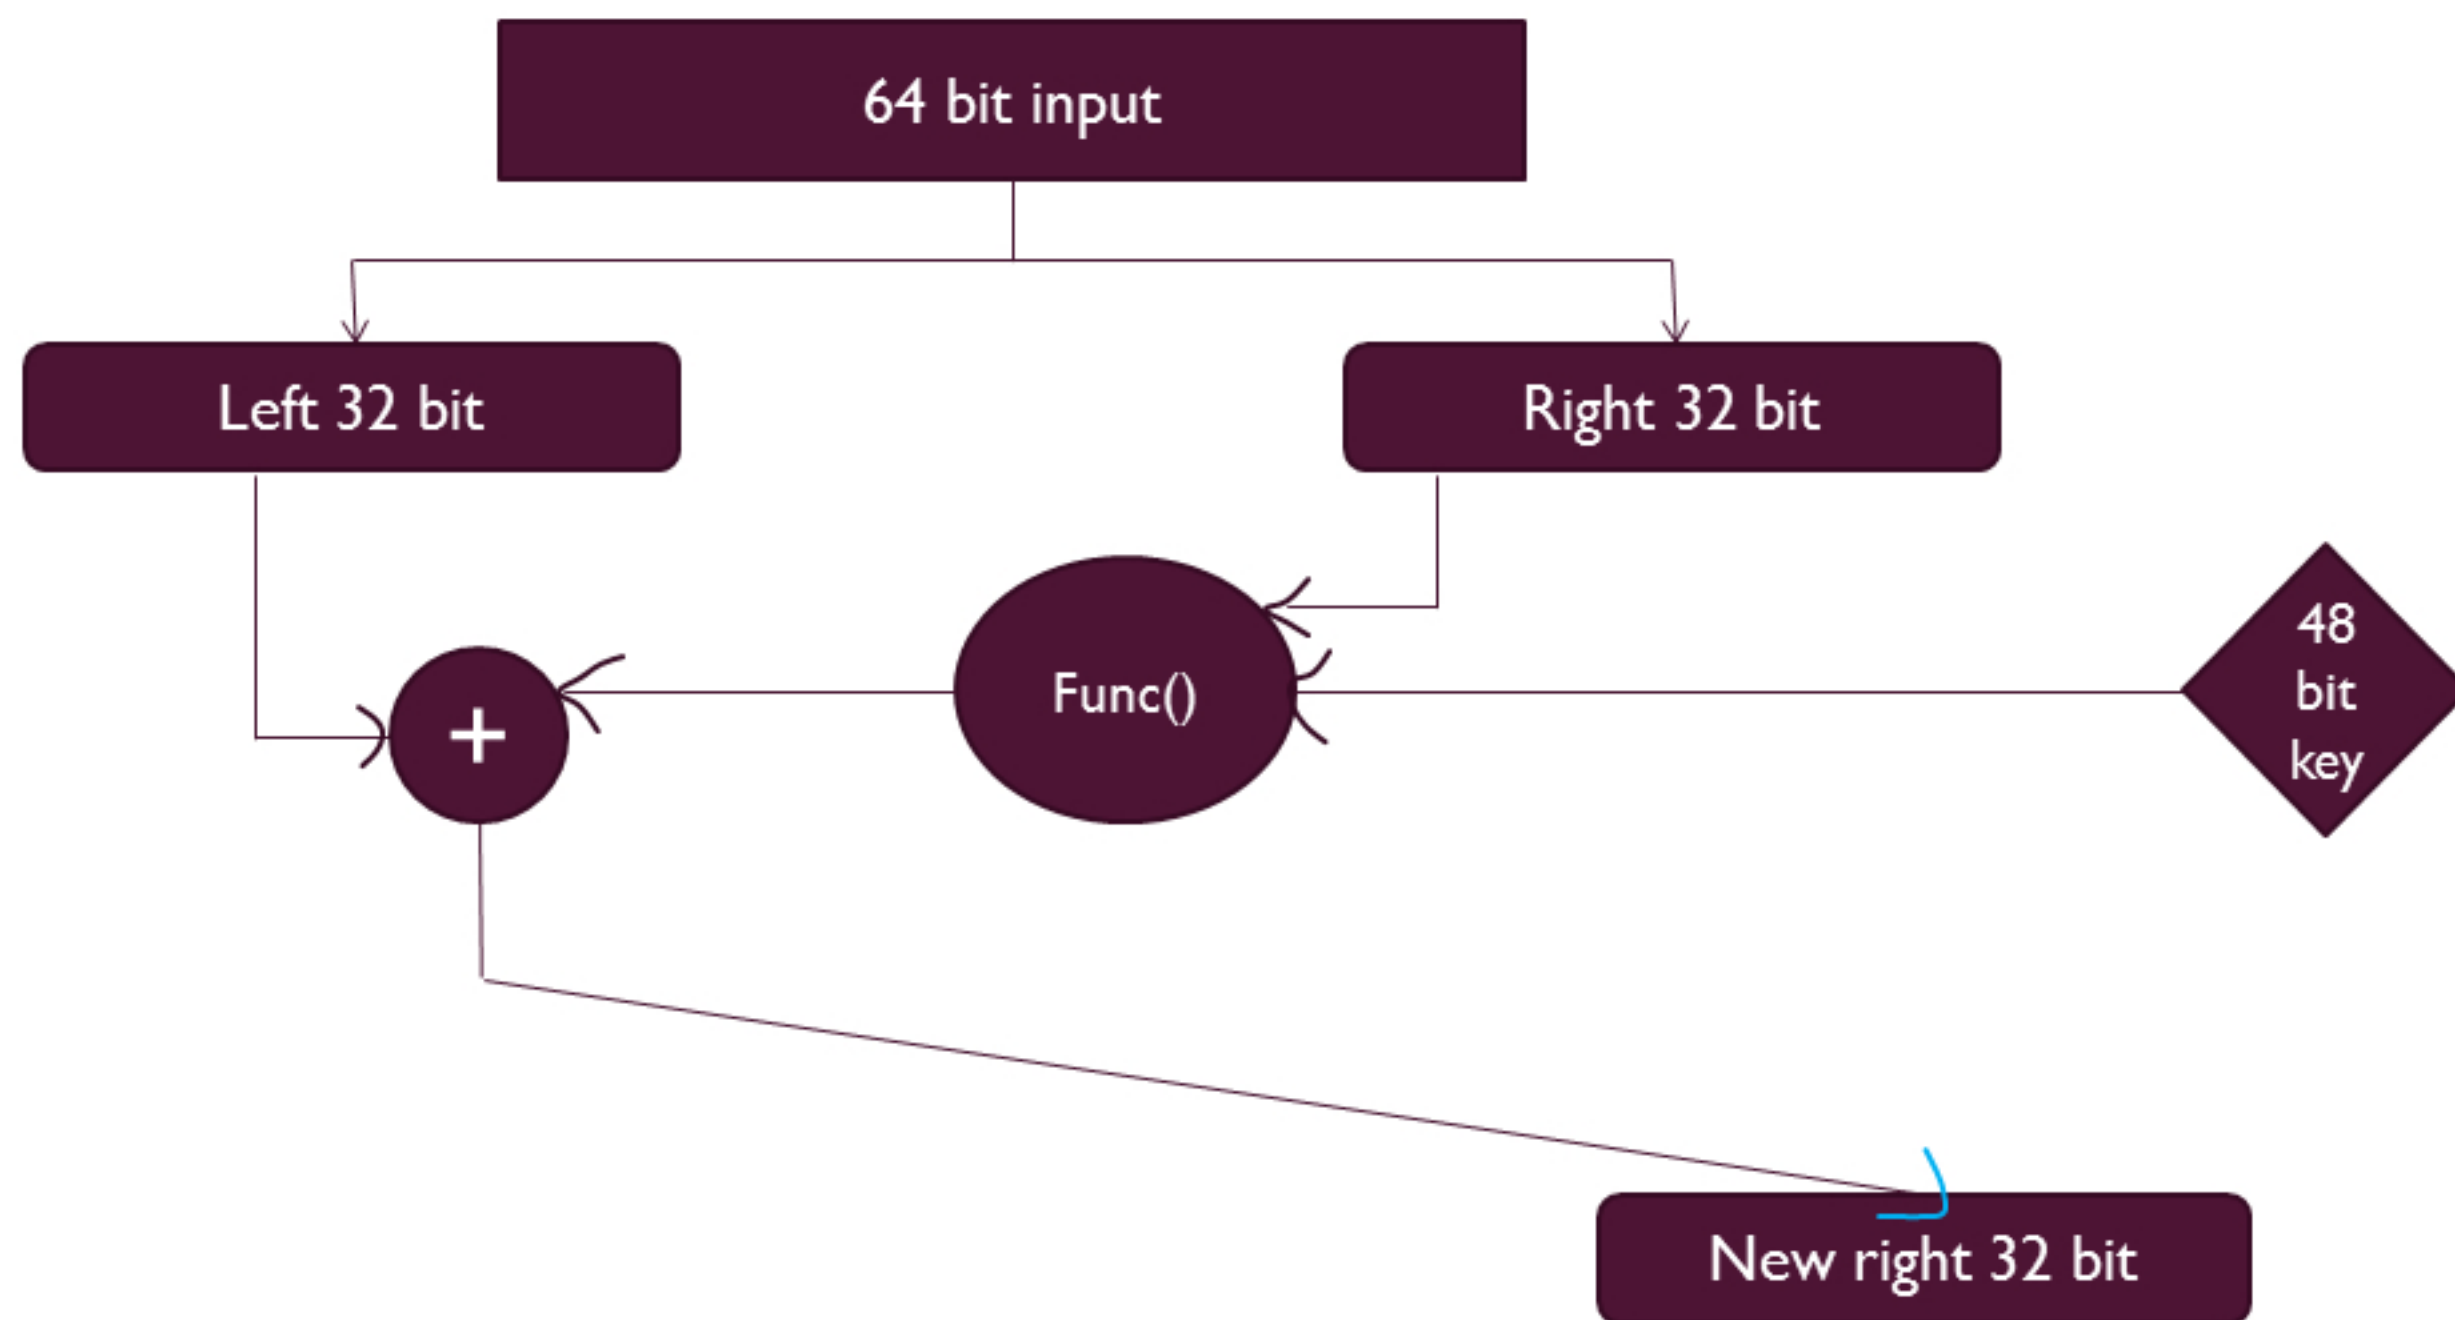 64 bit input
Left 32 bit
Right 32 bit
Func()
+
48
bit
key
New right 32 bit